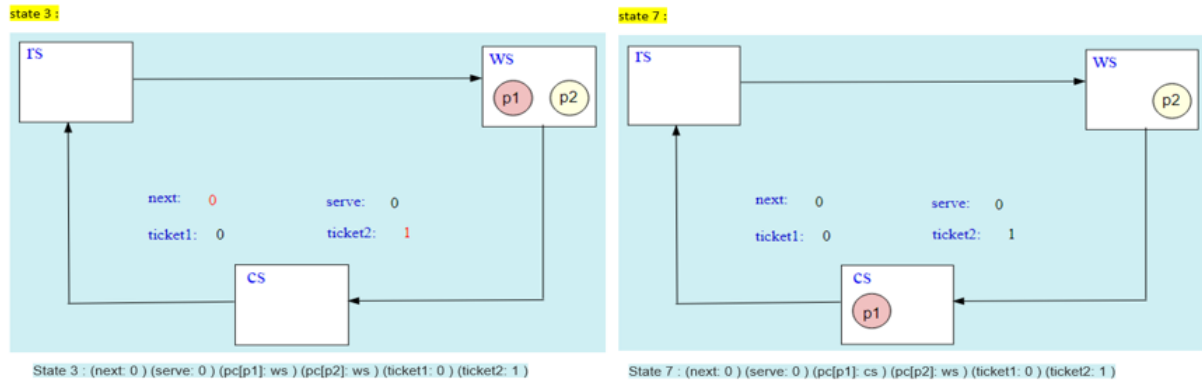 state 3 :
rs
ws
p1 p2
next: 0 serve: 0
ticket1: 0 ticket2: 1
cs
State 3 : (next: 0 ) (serve: 0 ) (pc[p1]: ws ) (pc[p2]: ws ) (ticket1: 0 ) (ticket2: 1 )
state 7 :
rs
ws
p2
next: 0 serve: 0
ticket1: 0 ticket2: 1
cs
p1
State 7 : (next: 0 ) (serve: 0 ) (pc[p1]: cs ) (pc[p2]: ws ) (ticket1: 0 ) (ticket2: 1 )